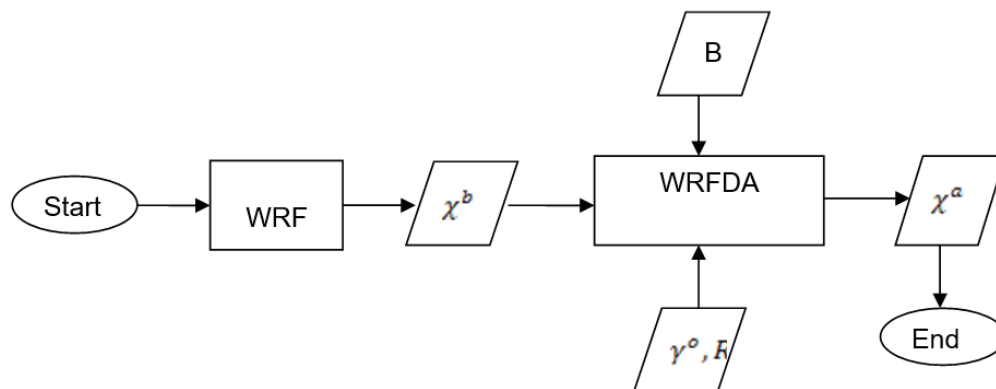 B
Start
WRF
χᵇ
WRFDA
χᵃ
γᵒ, R
End